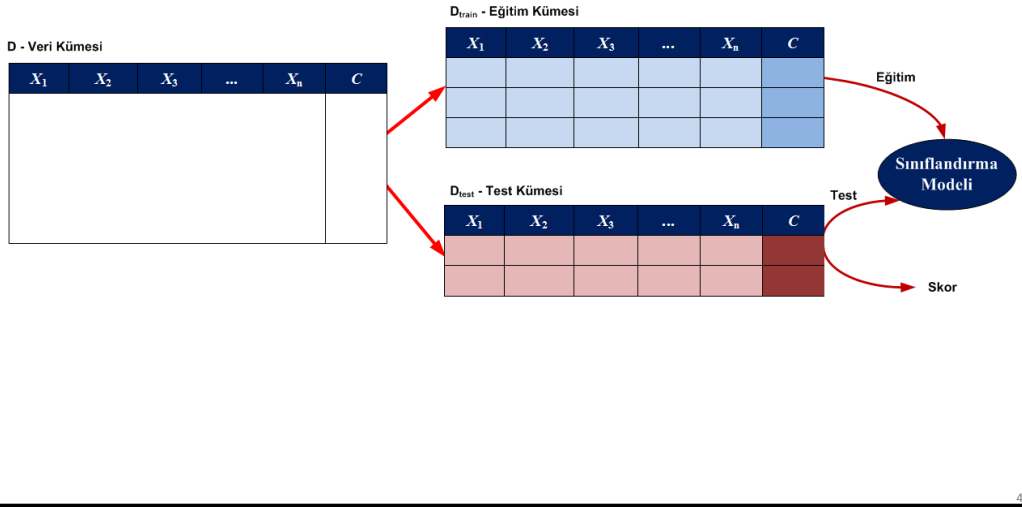 D - Veri Kümesi
X1 X2 X3 ... Xn C
Dtrain - Eğitim Kümesi
X1 X2 X3 ... Xn C
Eğitim
Dtest - Test Kümesi
X1 X2 X3 ... Xn C
Test
Sınıflandırma
Modeli
Skor
4